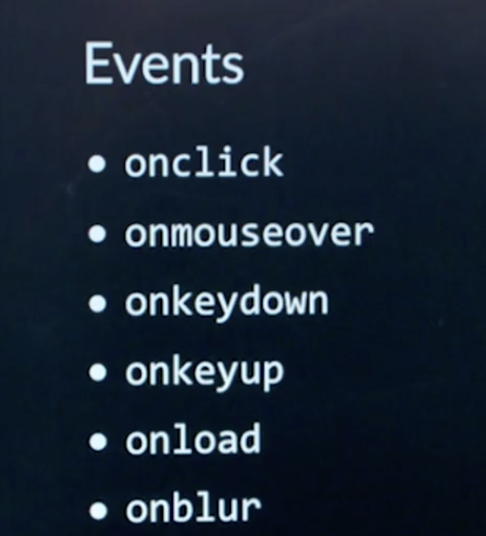 Events
• onclick
• onmouseover
• onkeydown
• onkeyup
• onload
• onblur